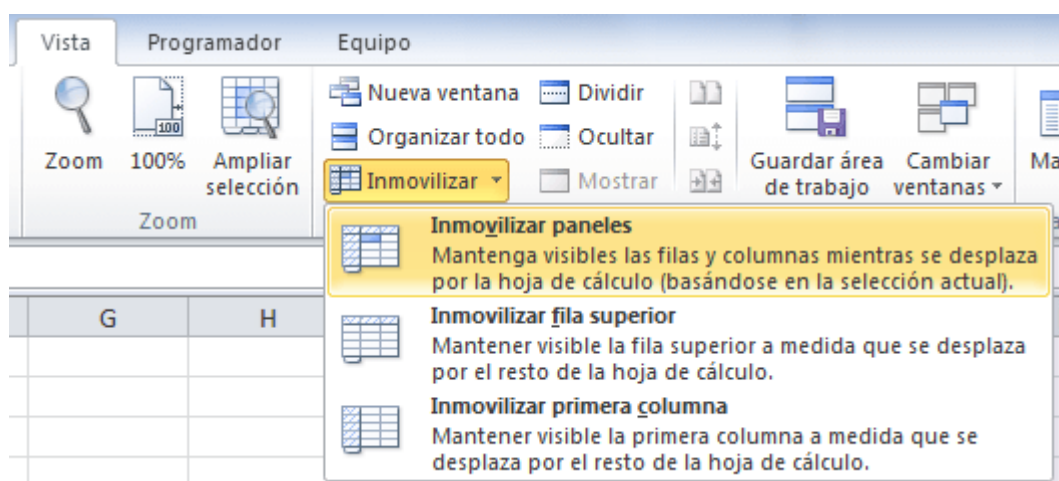 Vista Programador Equipo
Nueva ventana Dividir
Organizar todo Ocultar
Inmovilizar Mostrar
100
Zoom 100% Ampliar selección
Guardar área de trabajo
Cambiar ventanas
Zoom
Inmovilizar paneles
Mantenga visibles las filas y columnas mientras se desplaza
por la hoja de cálculo (basándose en la selección actual).
Inmovilizar fila superior
Mantener visible la fila superior a medida que se desplaza
por el resto de la hoja de cálculo.
Inmovilizar primera columna
Mantener visible la primera columna a medida que se
desplaza por el resto de la hoja de cálculo.
G H